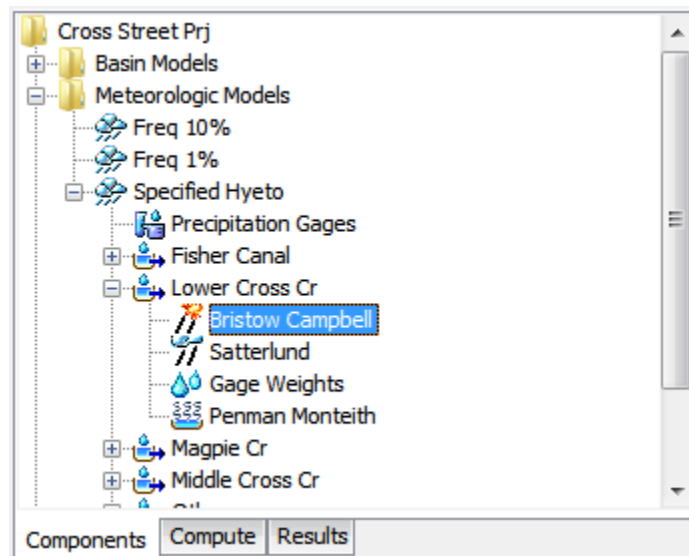 Cross Street Prj
Basin Models
Meteorologic Models
Freq 10%
Freq 1%
Specified Hyeto
Precipitation Gages
Fisher Canal
Lower Cross Cr
Bristow Campbell
Satterlund
Gage Weights
Penman Monteith
Magpie Cr
Middle Cross Cr
Components Compute Results